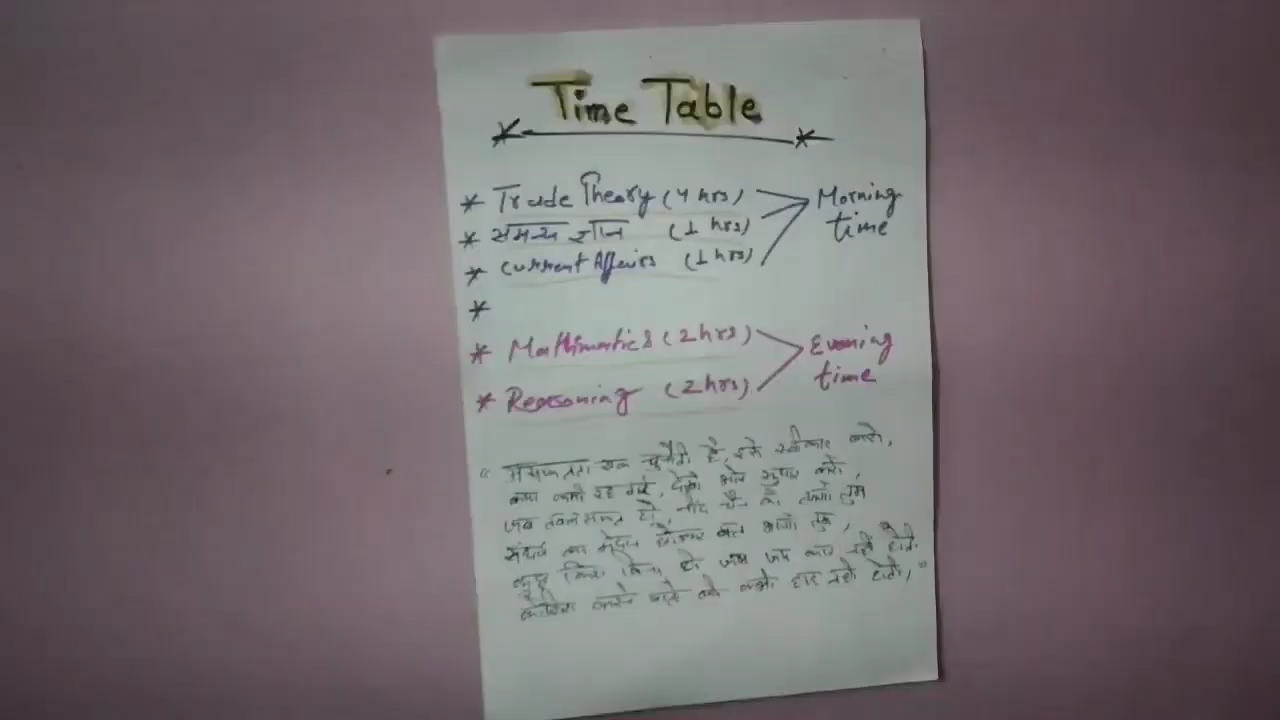 Time Table
* Trade Theory (4 hrs)
* समन्य ज्ञान (1 hrs)
* Current Affairs (1 hrs)
Morning
time
*
* Mathimatics (2 hrs)
* Reasoning (2 hrs)
Evening
time
“ असफलता एक चुनौती है, इसे स्वीकार करो,
क्या कमी रह गई, देखो और सुधार करो,
जब तक न सफल हो, नींद चैन को त्यागो तुम
संघर्ष का मैदान छोड़कर मत भागो तुम,
कुछ किए बिना ही जय जय कार नहीं होती
कोशिश करने वालो की कभी हार नहीं होती, ”